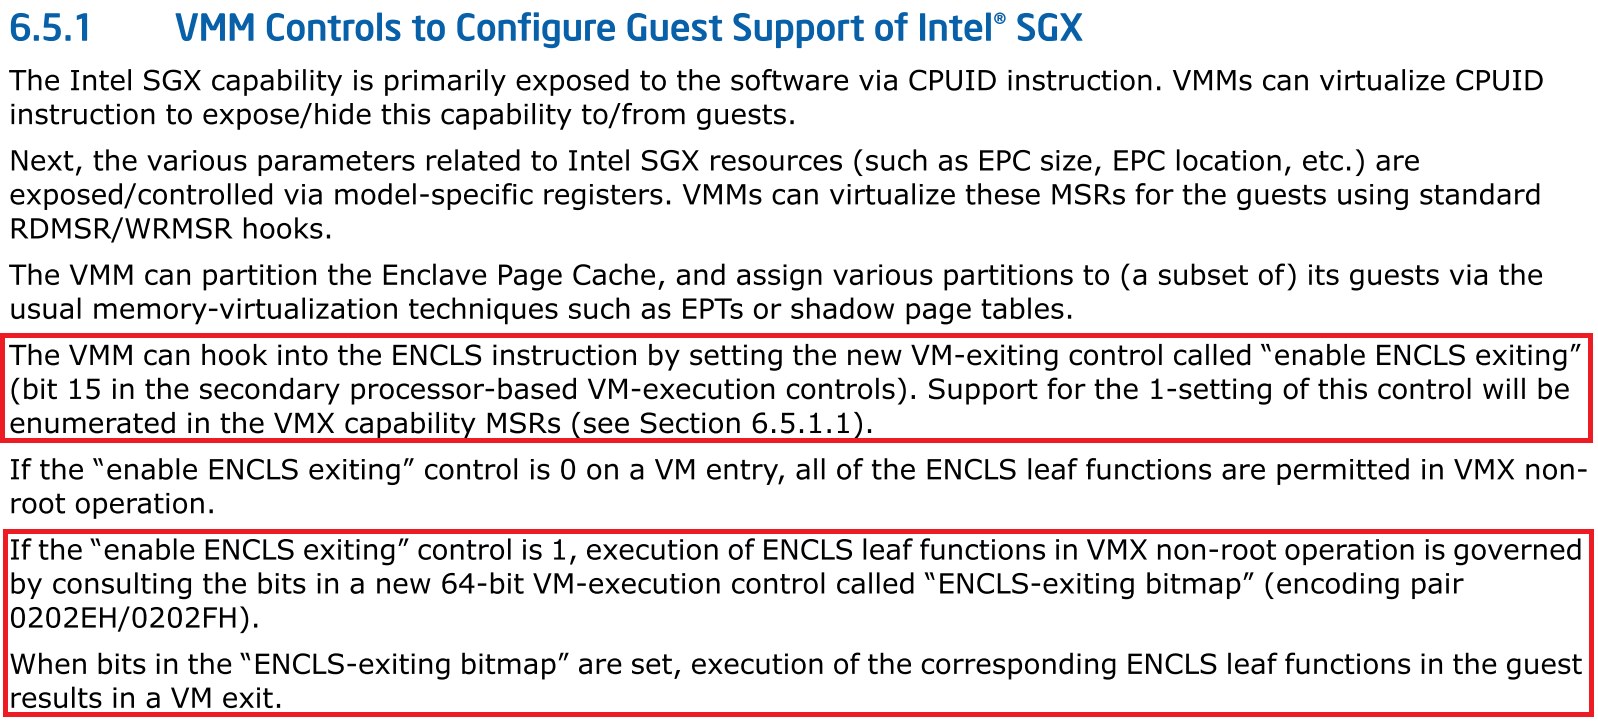 6.5.1 VMM Controls to Configure Guest Support of Intel® SGX
The Intel SGX capability is primarily exposed to the software via CPUID instruction. VMMs can virtualize CPUID
instruction to expose/hide this capability to/from guests.
Next, the various parameters related to Intel SGX resources (such as EPC size, EPC location, etc.) are
exposed/controlled via model-specific registers. VMMs can virtualize these MSRs for the guests using standard
RDMSR/WRMSR hooks.
The VMM can partition the Enclave Page Cache, and assign various partitions to (a subset of) its guests via the
usual memory-virtualization techniques such as EPTs or shadow page tables.
The VMM can hook into the ENCLS instruction by setting the new VM-exiting control called “enable ENCLS exiting”
(bit 15 in the secondary processor-based VM-execution controls). Support for the 1-setting of this control will be
enumerated in the VMX capability MSRs (see Section 6.5.1.1).
If the “enable ENCLS exiting” control is 0 on a VM entry, all of the ENCLS leaf functions are permitted in VMX non-
root operation.
If the “enable ENCLS exiting” control is 1, execution of ENCLS leaf functions in VMX non-root operation is governed
by consulting the bits in a new 64-bit VM-execution control called “ENCLS-exiting bitmap” (encoding pair
0202EH/0202FH).
When bits in the “ENCLS-exiting bitmap” are set, execution of the corresponding ENCLS leaf functions in the guest
results in a VM exit.